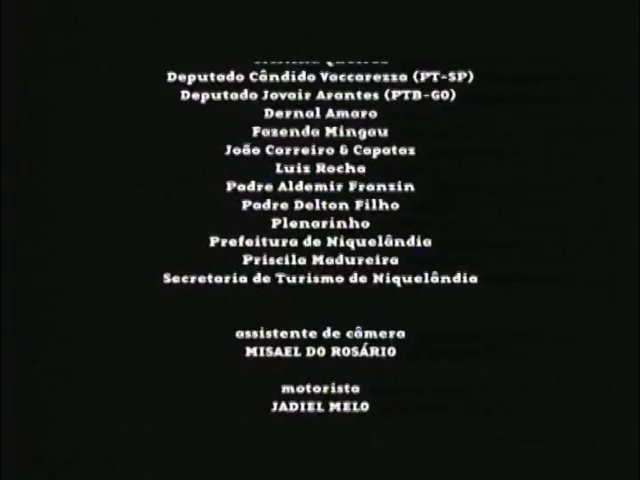 Deputado Cândido Vaccarezza (PT-SP)
Deputado Jovair Arantes (PTB-GO)
Dernal Amaro
Fazenda Mingau
João Carreiro & Capataz
Luiz Rocha
Padre Aldemir Franzin
Padre Delton Filho
Plenarinho
Prefeitura de Niquelândia
Priscila Madureira
Secretaria de Turismo de Niquelândia
assistente de câmera
MISAEL DO ROSÁRIO
motorista
JADIEL MELO